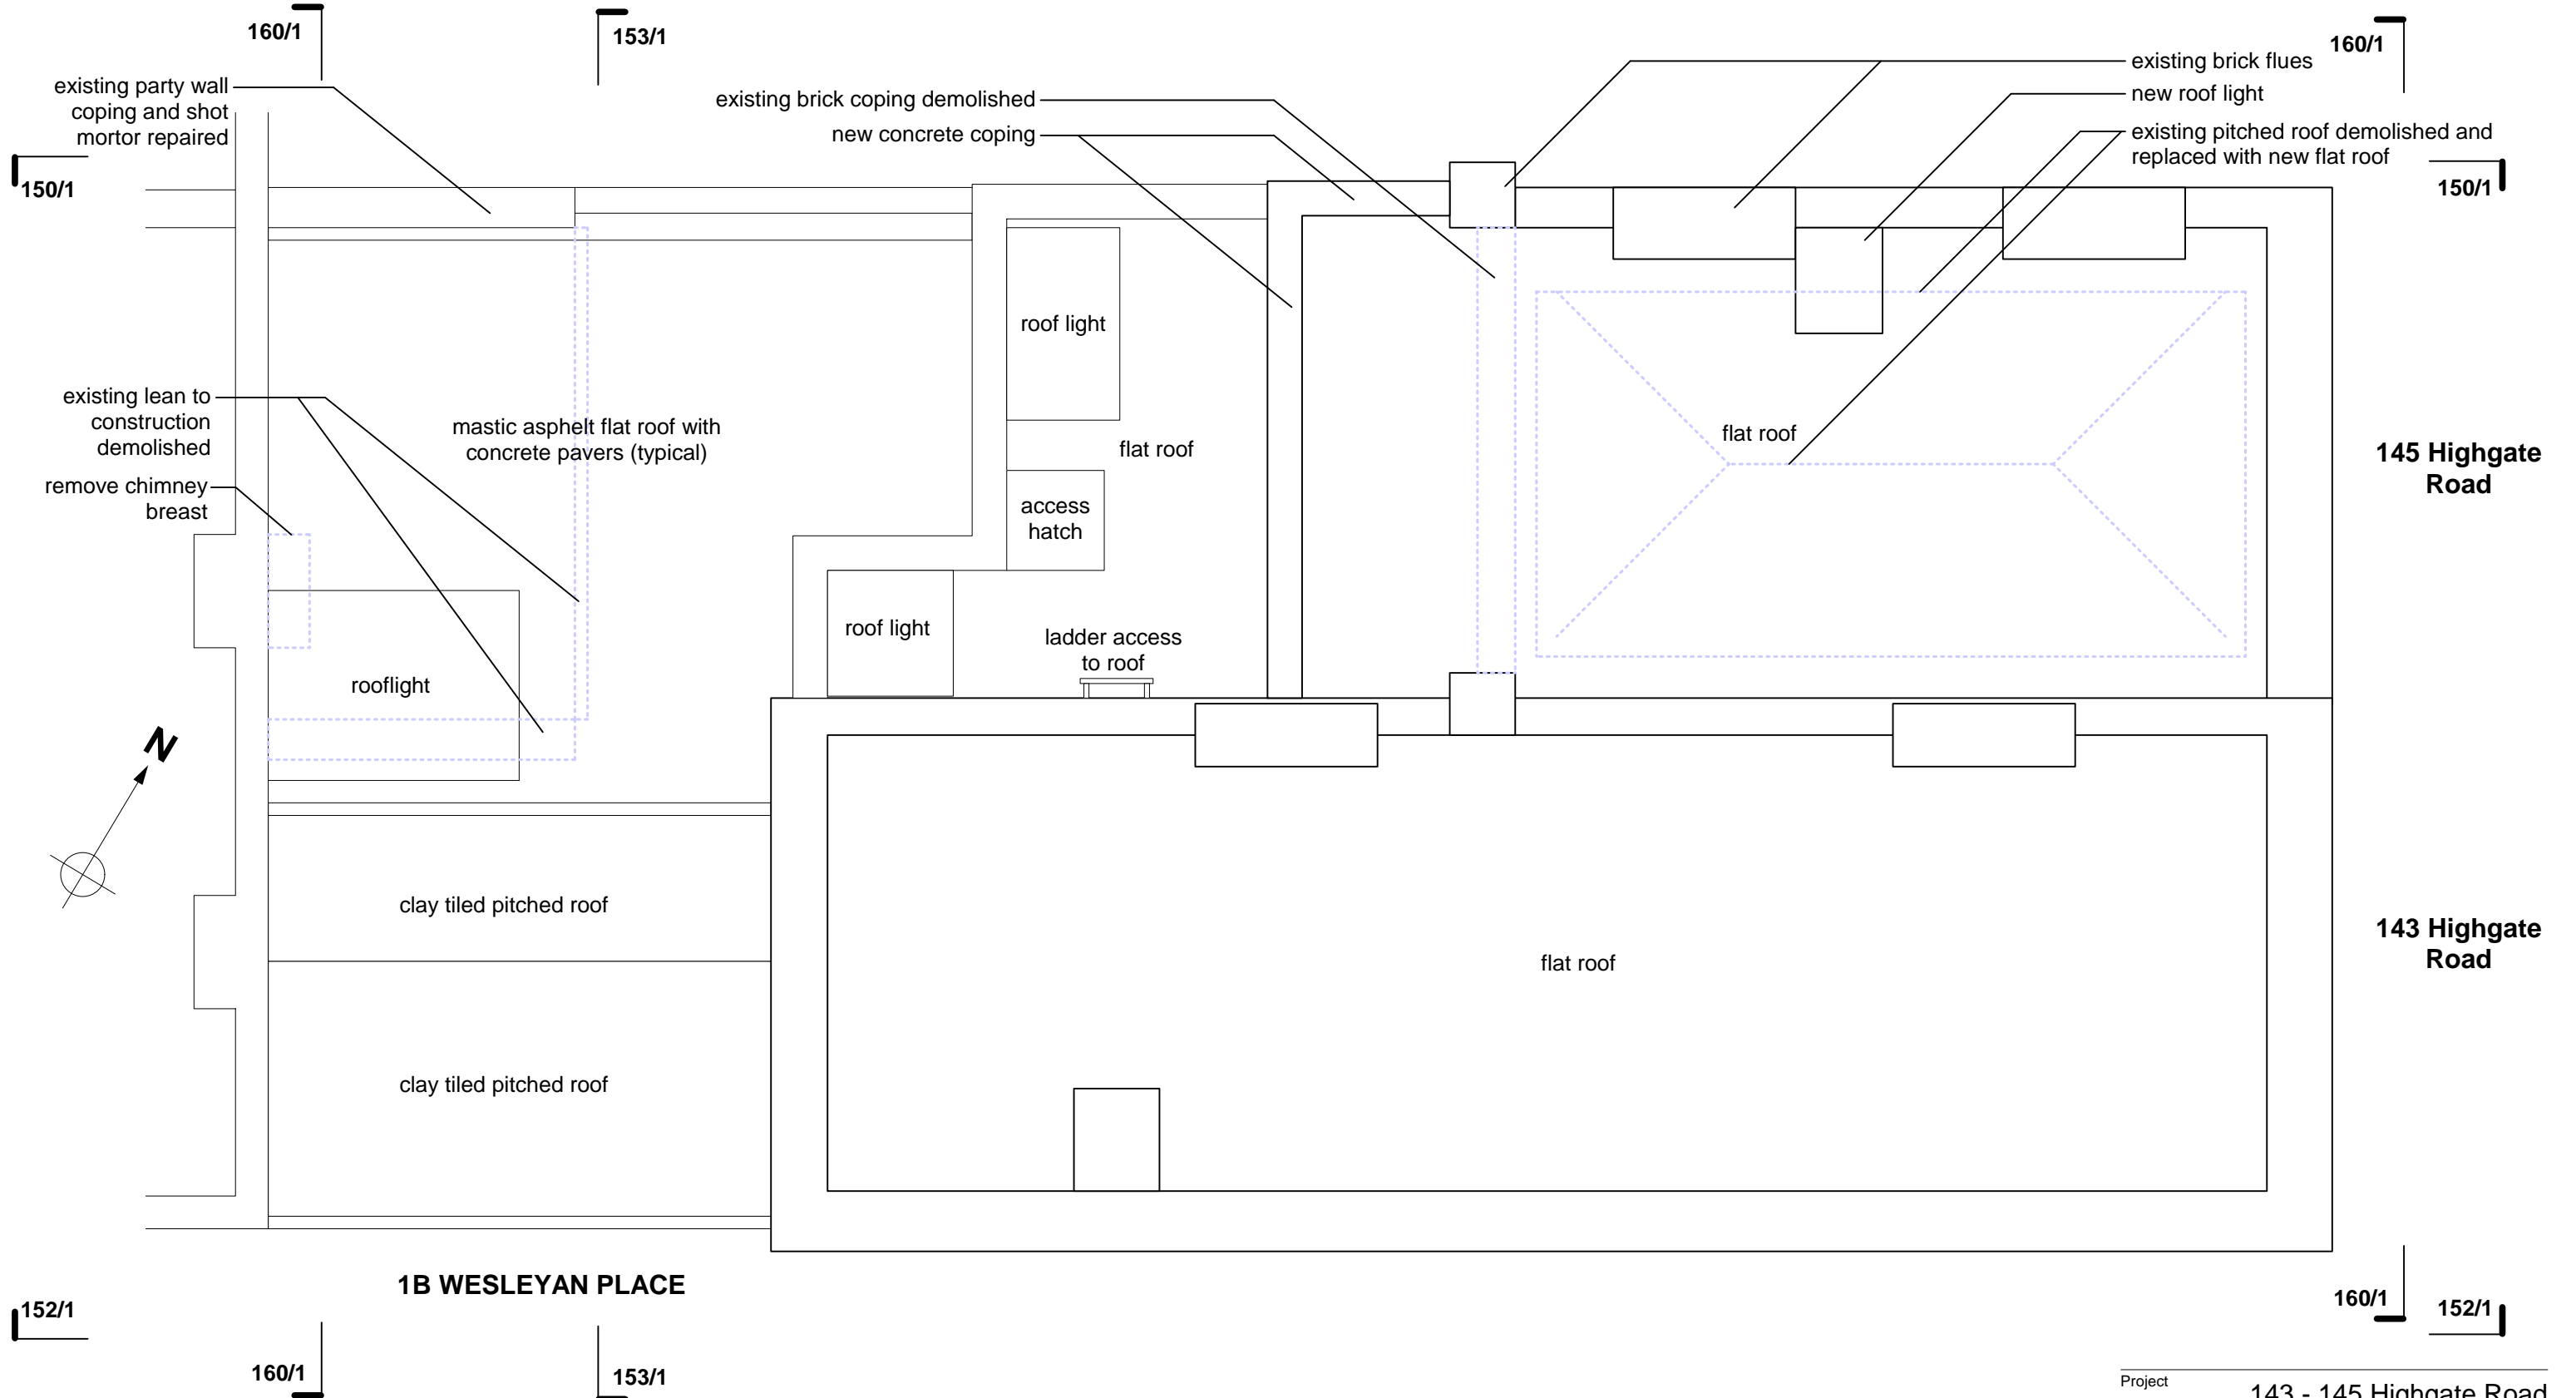 160/1
153/1
160/1
existing party wall
coping and shot
mortor repaired
existing brick coping demolished
new concrete coping
existing brick flues
new roof light
existing pitched roof demolished and
replaced with new flat roof
150/1
150/1
roof light
existing lean to
construction
demolished
mastic asphelt flat roof with
concrete pavers (typical)
flat roof
flat roof
145 Highgate
Road
remove chimney
breast
access
hatch
roof light
ladder access
to roof
rooflight
N
clay tiled pitched roof
flat roof
143 Highgate
Road
clay tiled pitched roof
1B WESLEYAN PLACE
152/1
160/1
152/1
160/1
153/1
Project
143 - 145 Highgate Road